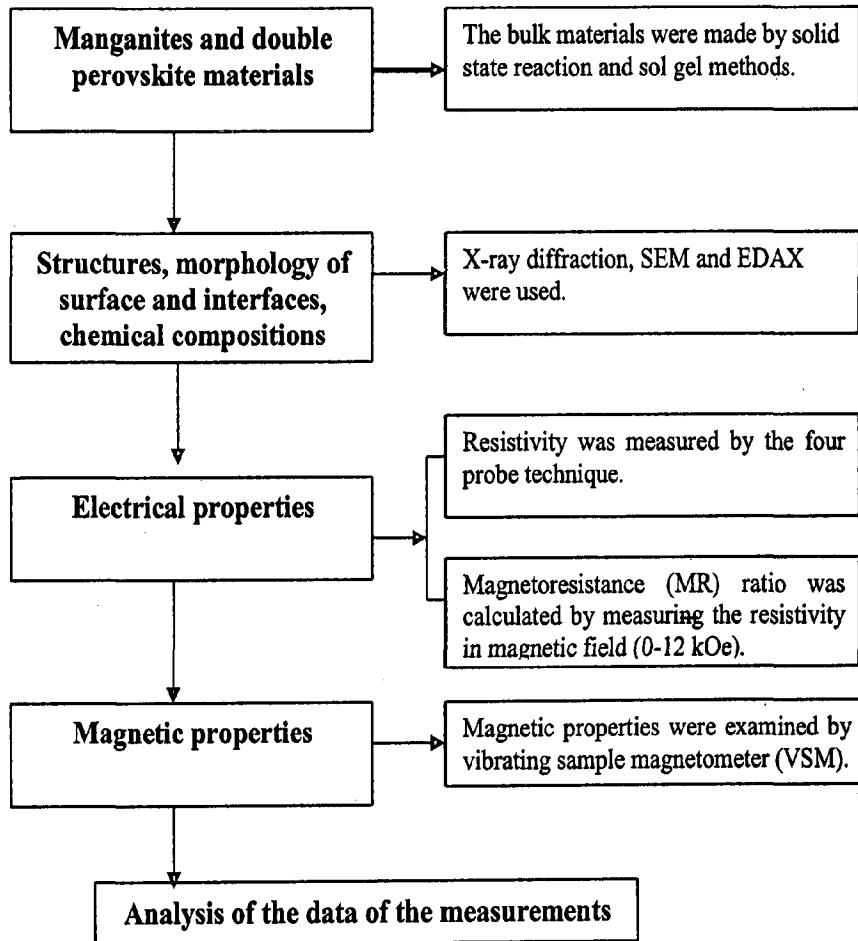 Manganites and double
perovskite materials
The bulk materials were made by solid
state reaction and sol gel methods.
Structures, morphology of
surface and interfaces,
chemical compositions
X-ray diffraction, SEM and EDAX
were used.
Electrical properties
Resistivity was measured by the four
probe technique.
Magnetoresistance (MR) ratio was
calculated by measuring the resistivity
in magnetic field (0-12 kOe).
Magnetic properties
Magnetic properties were examined by
vibrating sample magnetometer (VSM).
Analysis of the data of the measurements